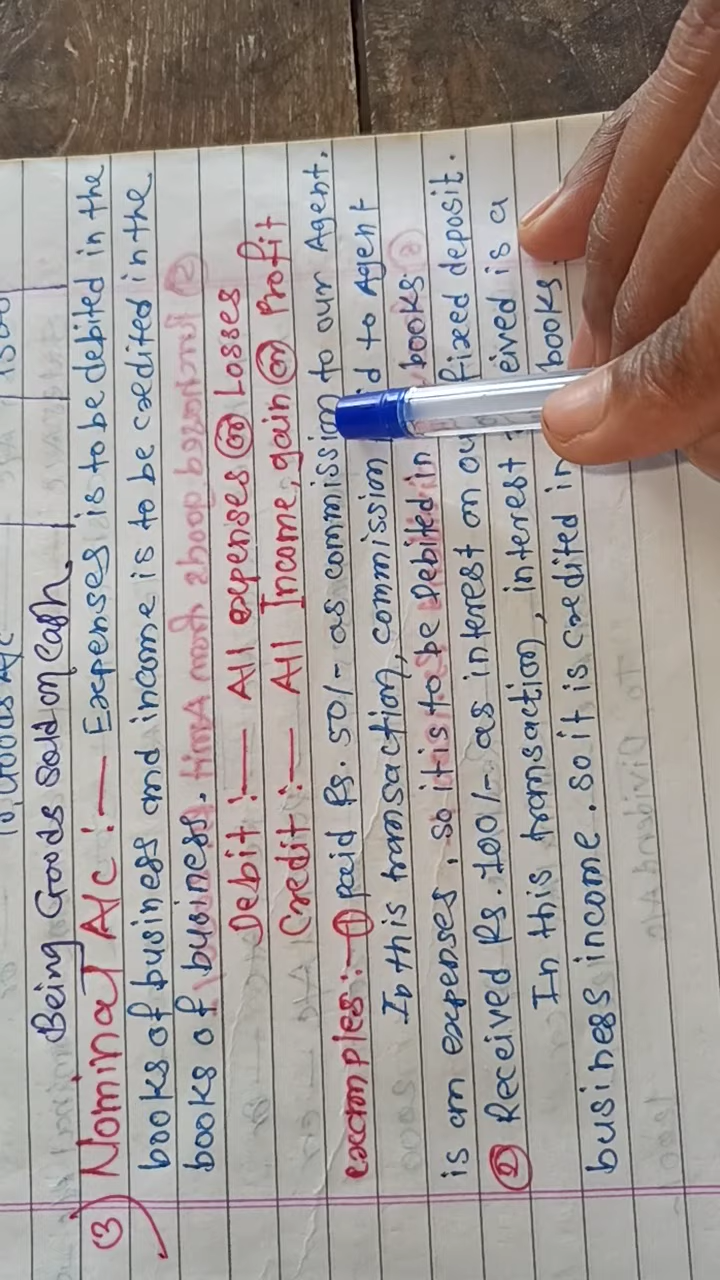 10, Goods A/c 1500
Being Goods sold on cash.
3) Nominal A/c :— Expenses is to be debited in the
books of business and income is to be credited in the
books of business.
Debit :— All expenses or Losses
Credit :— All Income, gain or Profit
examples :— ① paid Rs. 50/- as commission to our Agent.
In this transaction, commission d to Agent
is an expenses, so it is to be Debited in books.
② Received Rs. 100/- as interest on ou fixed deposit.
In this transaction, interest eived is a
business income. so it is credited in books.